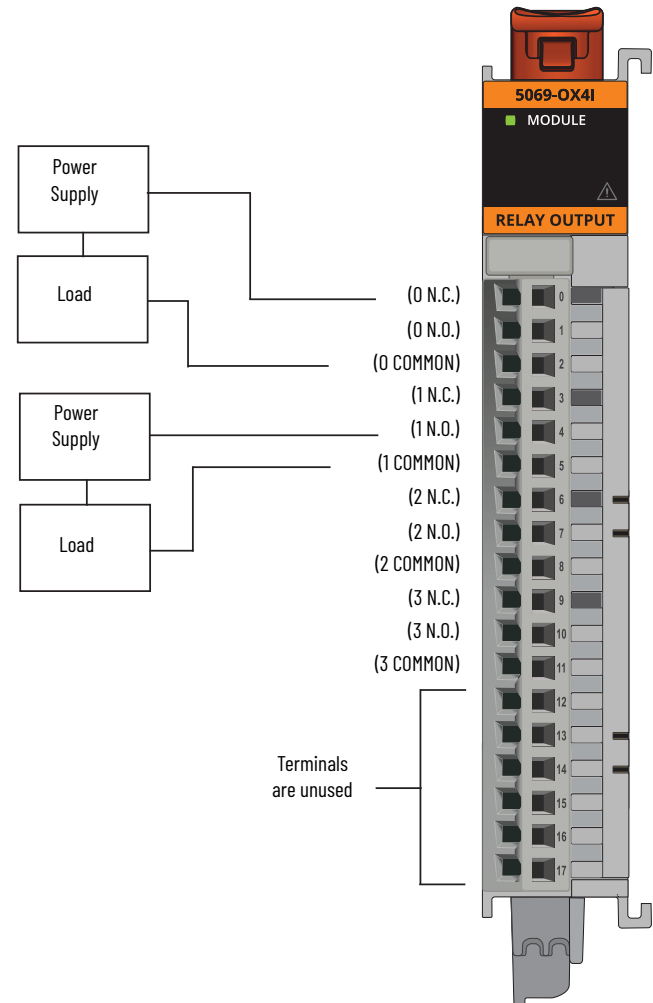 5069-OX4I
MODULE
RELAY OUTPUT
Power
Supply
Load
Power
Supply
Load
(0 N.C.)
0
(0 N.O.)
1
(0 COMMON)
2
(1 N.C.)
3
(1 N.O.)
4
(1 COMMON)
5
(2 N.C.)
6
(2 N.O.)
7
(2 COMMON)
8
(3 N.C.)
9
(3 N.O.)
10
(3 COMMON)
11
12
13
14
15
16
17
Terminals
are unused